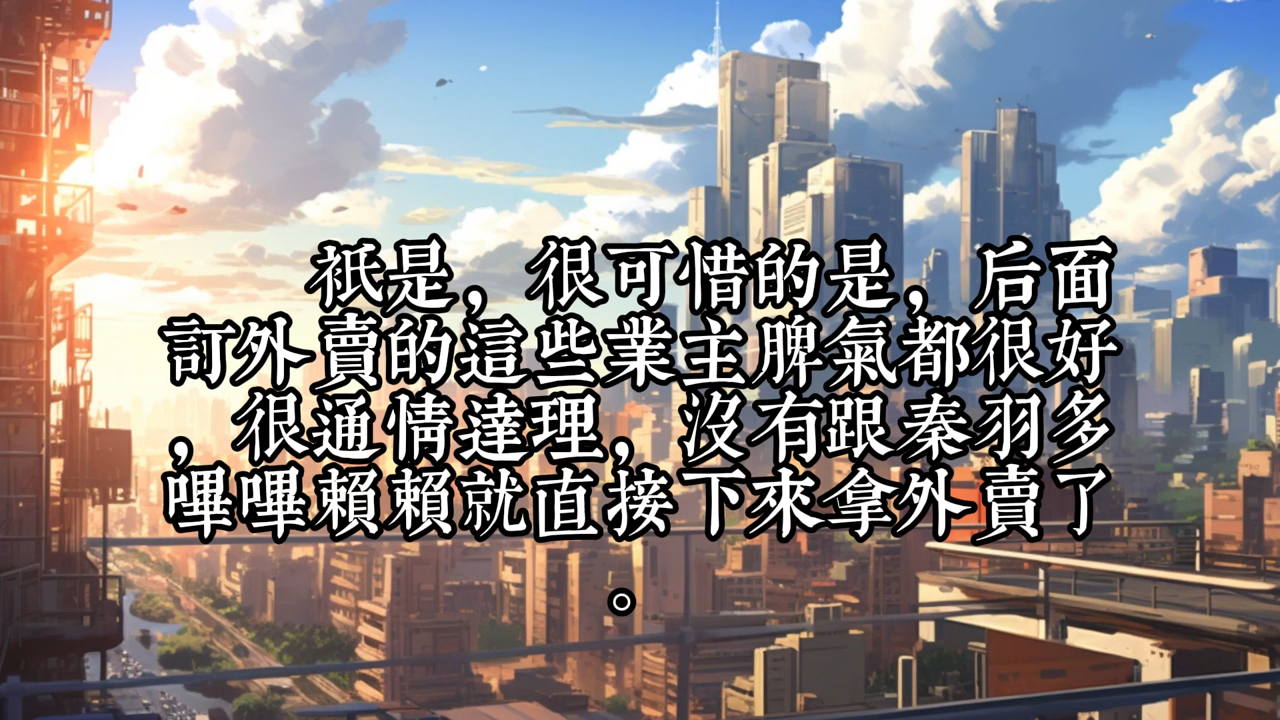 祇是，很可惜的是，后面
訂外賣的這些業主脾氣都很好
，很通情達理，沒有跟秦羽多
嗶嗶賴賴就直接下來拿外賣了
。